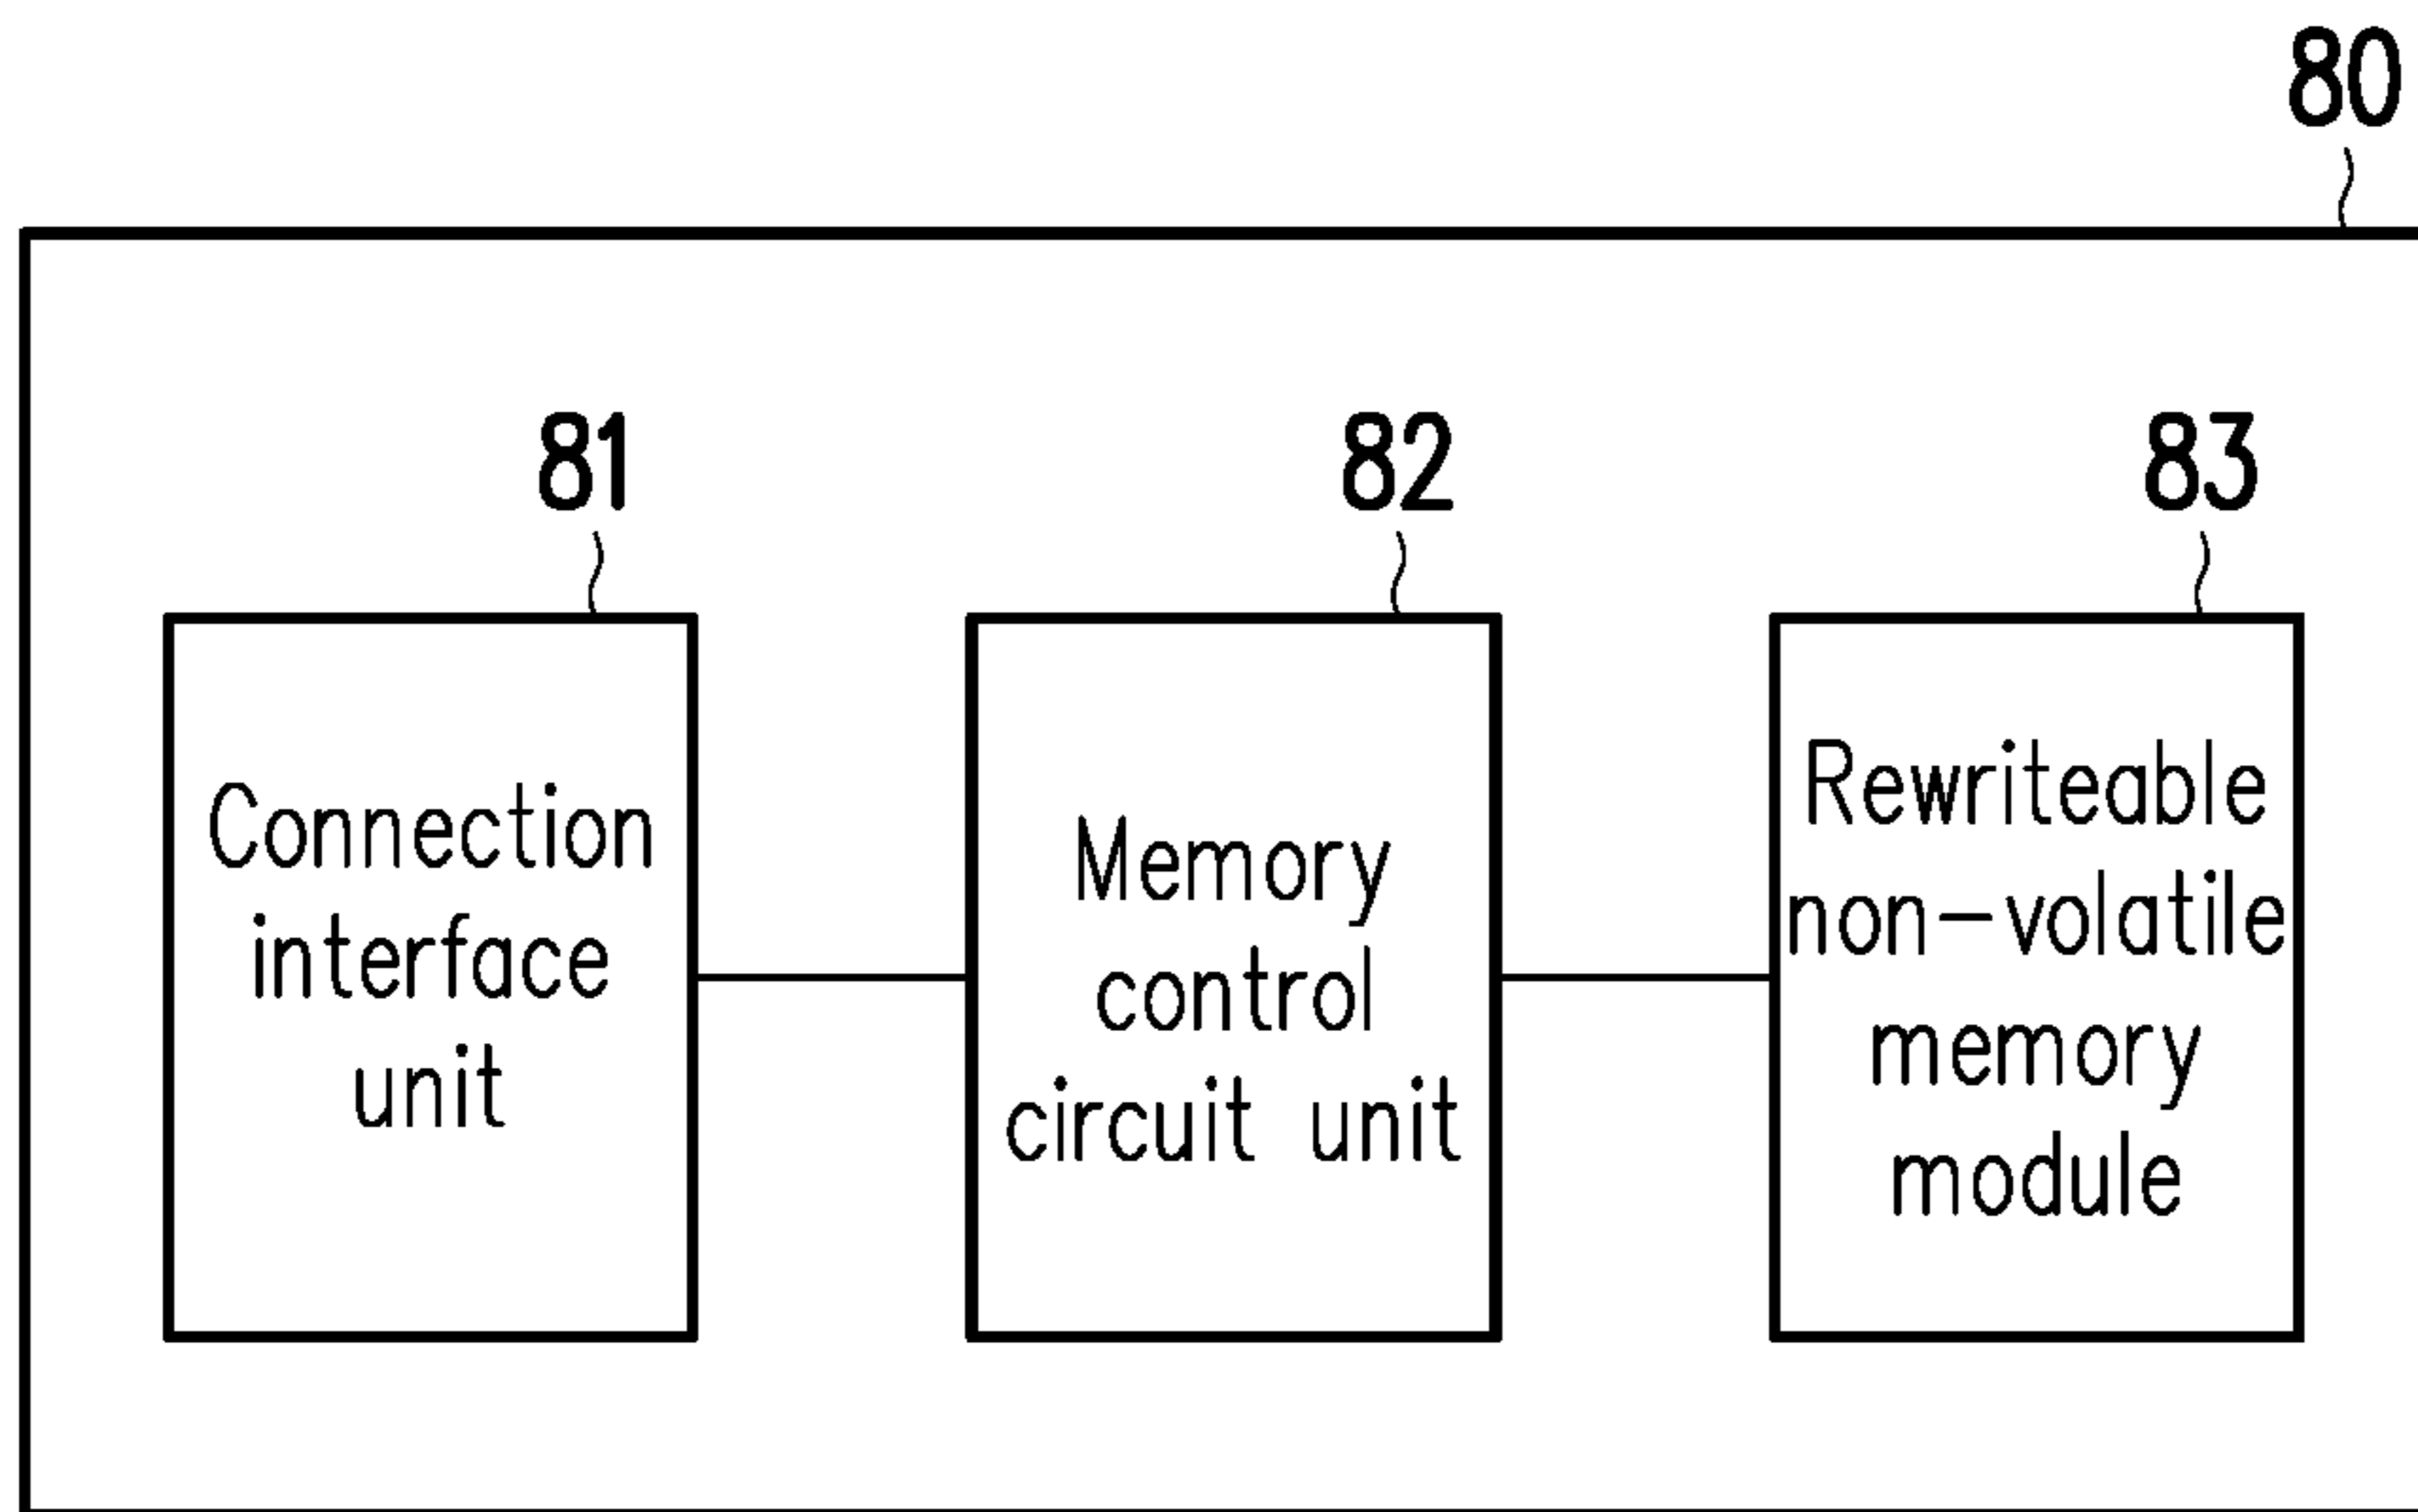 80
81
82
83
Connection
interface
unit
Memory
control
circuit unit
Rewriteable
non-volatile
memory
module